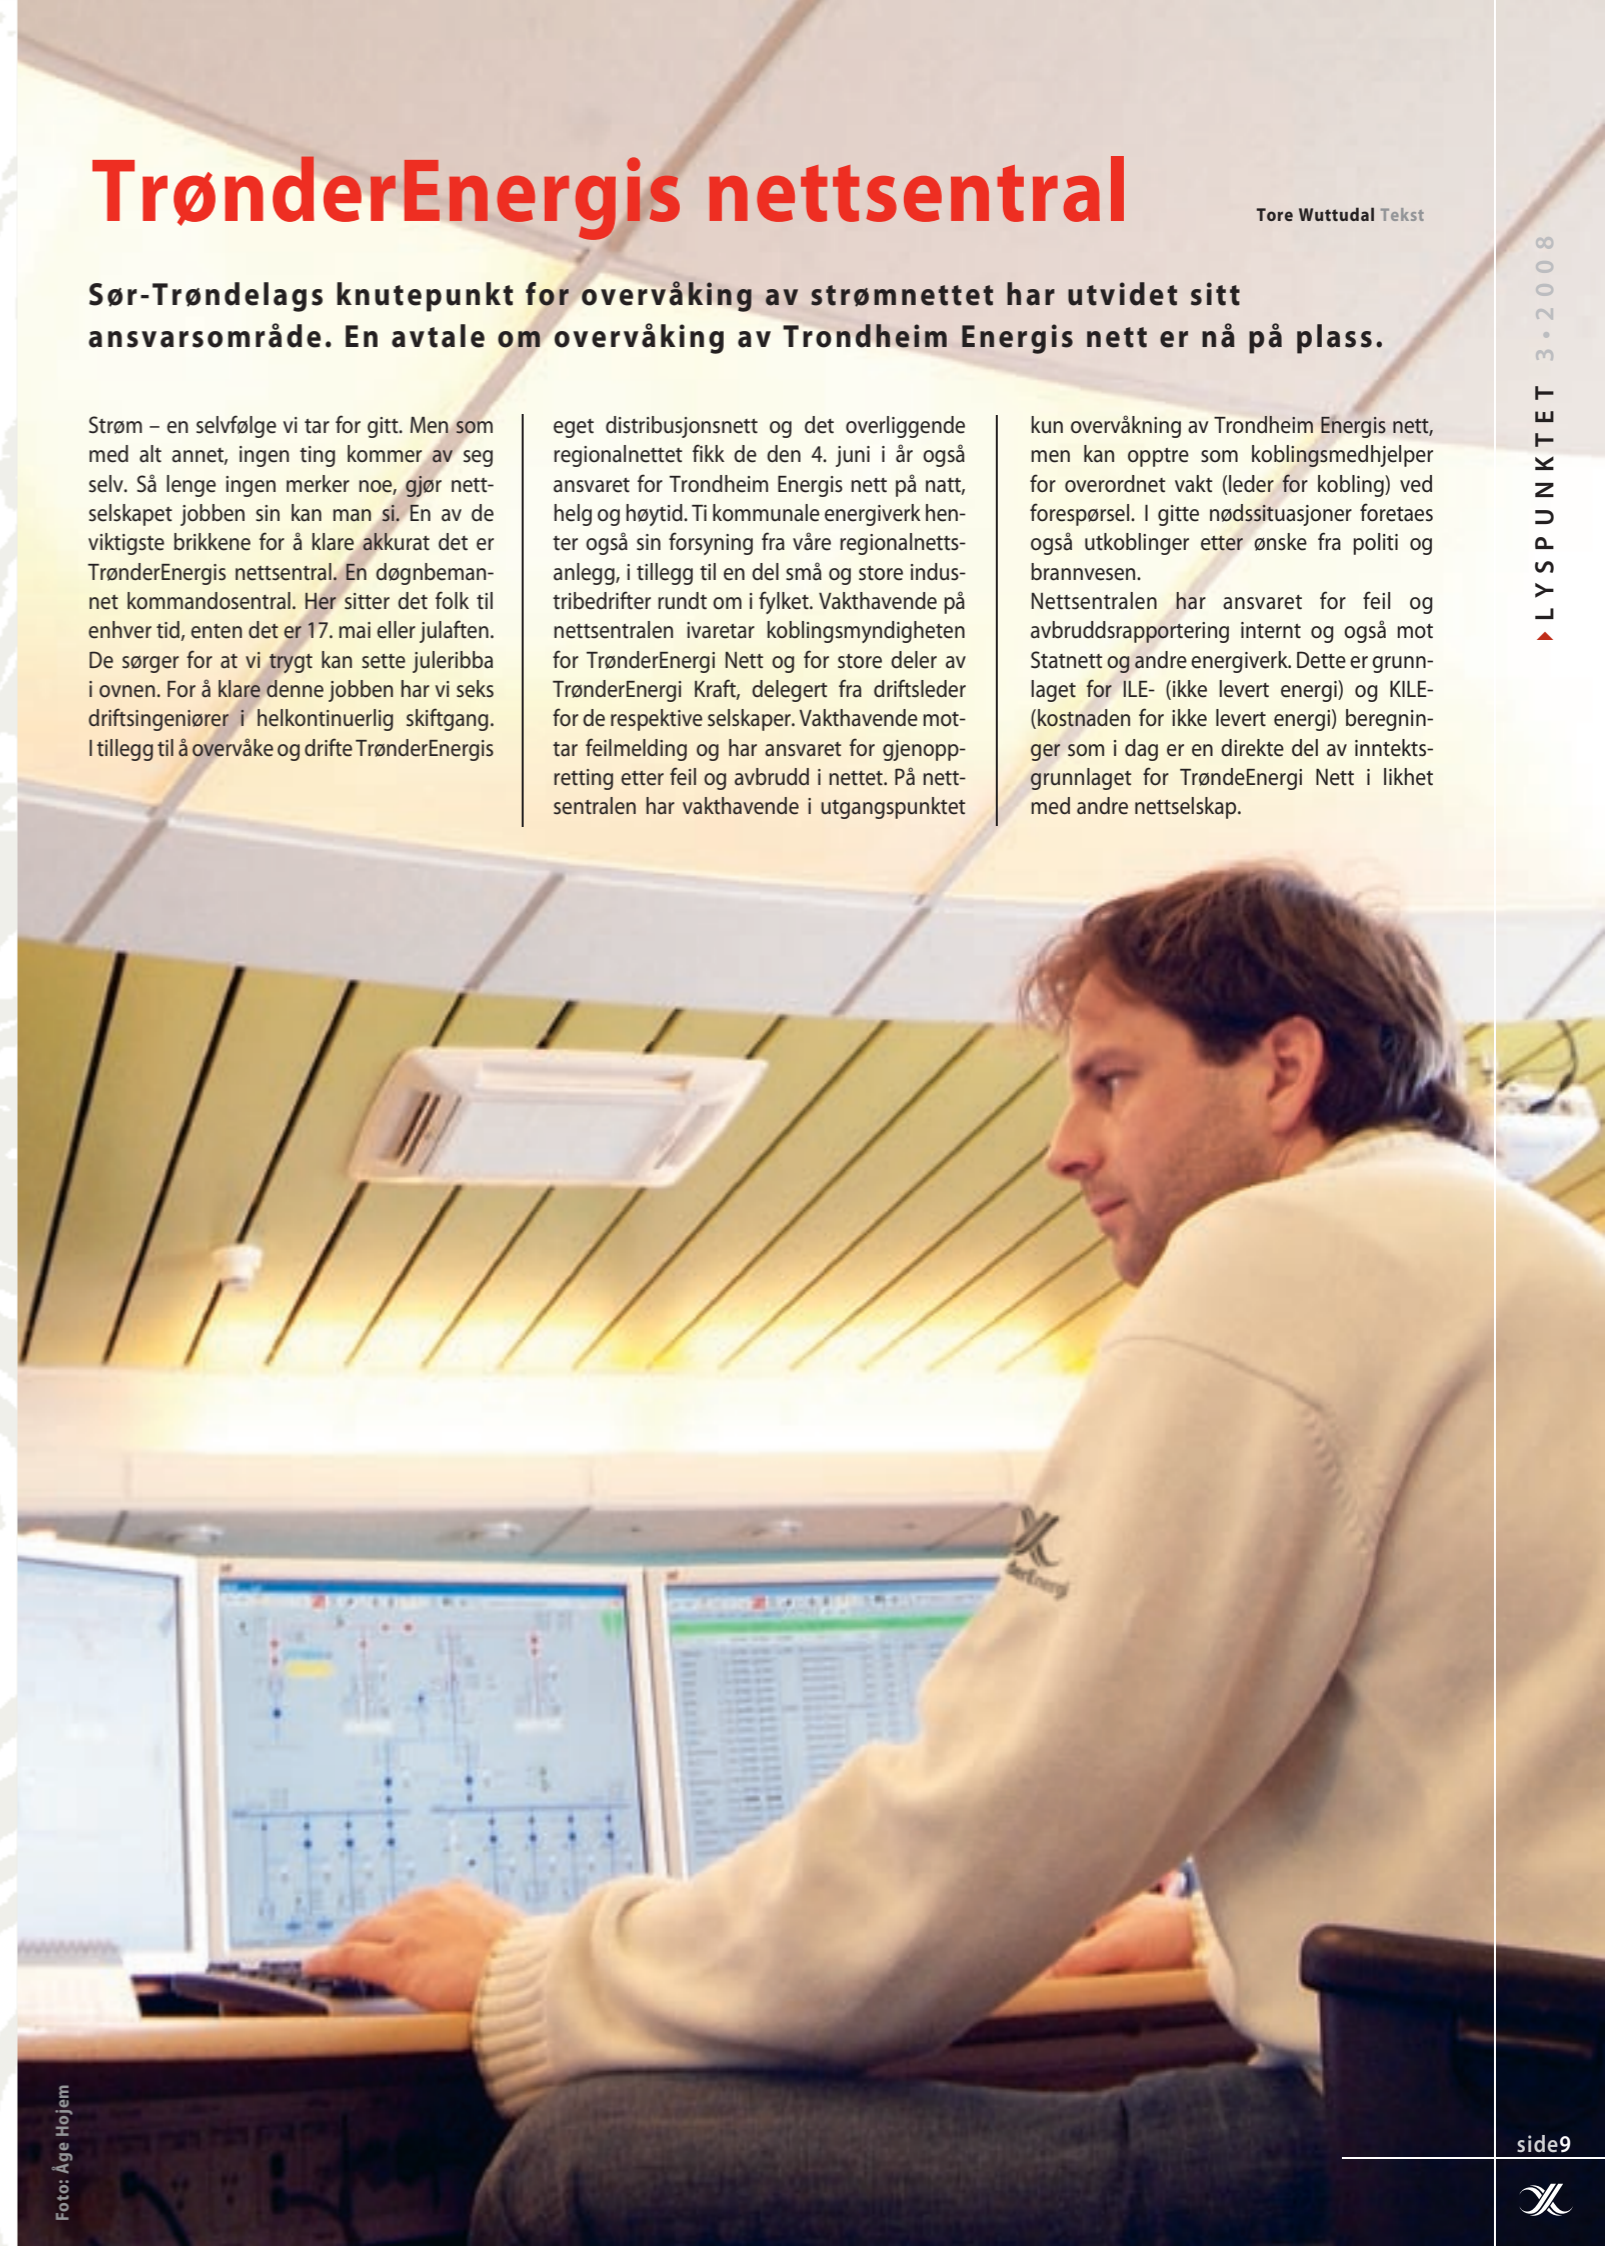 TrønderEnergis nettsentral
Tore Wuttudal Tekst
Sør-Trøndelags knutepunkt for overvåking av strømnettet har utvidet sitt
ansvarsområde. En avtale om overvåking av Trondheim Energis nett er nå på plass.
Strøm – en selvfølge vi tar for gitt. Men som
med alt annet, ingen ting kommer av seg
selv. Så lenge ingen merker noe, gjør nett-
selskapet jobben sin kan man si. En av de
viktigste brikkene for å klare akkurat det er
TrønderEnergis nettsentral. En døgnbeman-
net kommandosentral. Her sitter det folk til
enhver tid, enten det er 17. mai eller julaften.
De sørger for at vi trygt kan sette juleribba
i ovnen. For å klare denne jobben har vi seks
driftsingeniører i helkontinuerlig skiftgang.
I tillegg til å overvåke og drifte TrønderEnergis
eget distribusjonsnett og det overliggende
regionalnettet fikk de den 4. juni i år også
ansvaret for Trondheim Energis nett på natt,
helg og høytid. Ti kommunale energiverk hen-
ter også sin forsyning fra våre regionalnetts-
anlegg, i tillegg til en del små og store indus-
tribedrifter rundt om i fylket. Vakthavende på
nettsentralen ivaretar koblingsmyndigheten
for TrønderEnergi Nett og for store deler av
TrønderEnergi Kraft, delegert fra driftsleder
for de respektive selskaper. Vakthavende mot-
tar feilmelding og har ansvaret for gjenopp-
retting etter feil og avbrudd i nettet. På nett-
sentralen har vakthavende i utgangspunktet
kun overvåkning av Trondheim Energis nett,
men kan opptre som koblingsmedhjelper
for overordnet vakt (leder for kobling) ved
forespørsel. I gitte nødssituasjoner foretaes
også utkoblinger etter ønske fra politi og
brannvesen.
Nettsentralen har ansvaret for feil og
avbruddsrapportering internt og også mot
Statnett og andre energiverk. Dette er grunn-
laget for ILE- (ikke levert energi) og KILE-
(kostnaden for ikke levert energi) beregnin-
ger som i dag er en direkte del av inntekts-
grunnlaget for TrøndeEnergi Nett i likhet
med andre nettselskap.
LYSPUNKTET 3 • 2008
derEnergi
Foto: Åge Hojem
side9